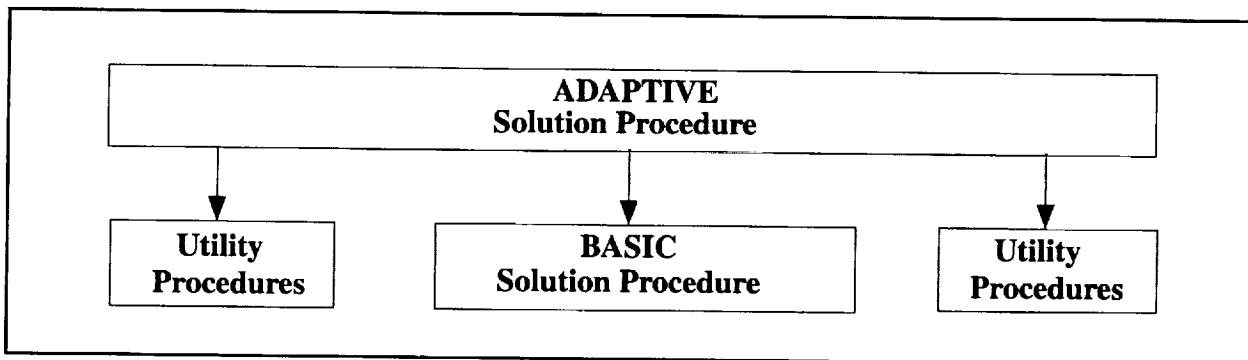 ADAPTIVE
Solution Procedure
Utility
Procedures
BASIC
Solution Procedure
Utility
Procedures